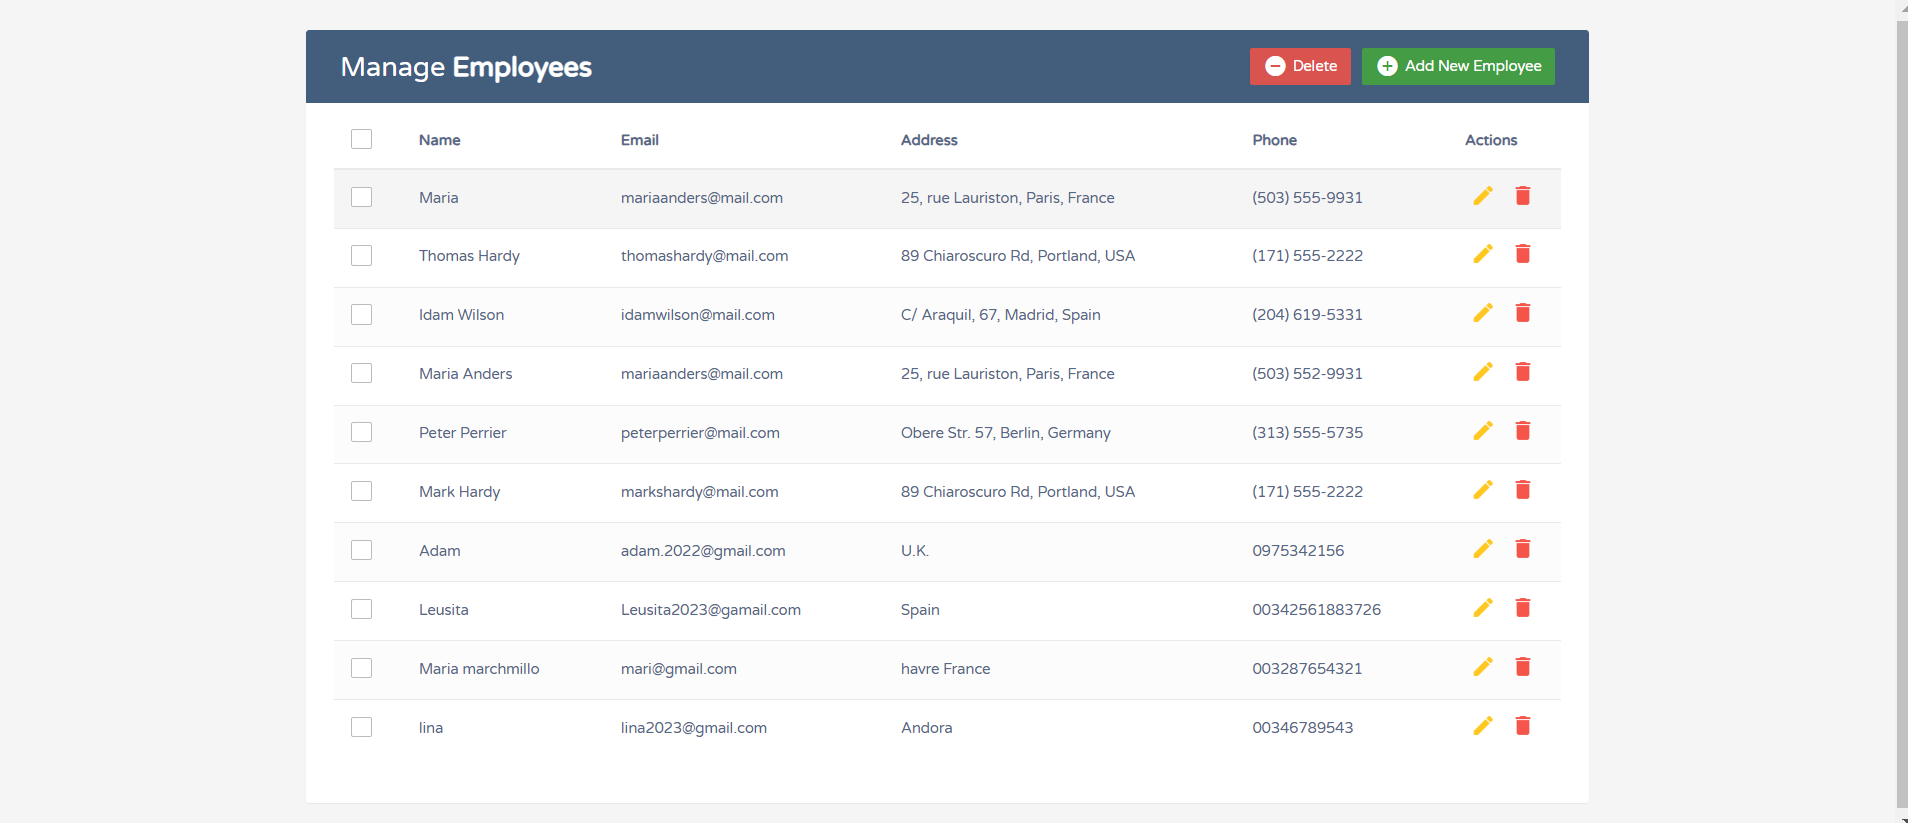 Manage Employees
Delete
Add New Employee
Name Email Address Phone Actions
Maria mariaanders@mail.com 25, rue Lauriston, Paris, France (503) 555-9931
Thomas Hardy thomashardy@mail.com 89 Chiaroscuro Rd, Portland, USA (171) 555-2222
Idam Wilson idamwilson@mail.com C/ Araquil, 67, Madrid, Spain (204) 619-5331
Maria Anders mariaanders@mail.com 25, rue Lauriston, Paris, France (503) 552-9931
Peter Perrier peterperrier@mail.com Obere Str. 57, Berlin, Germany (313) 555-5735
Mark Hardy markshardy@mail.com 89 Chiaroscuro Rd, Portland, USA (171) 555-2222
Adam adam.2022@gmail.com U.K. 0975342156
Leusita Leusita2023@gamail.com Spain 00342561883726
Maria marchmillo mari@gmail.com havre France 003287654321
lina lina2023@gmail.com Andora 00346789543